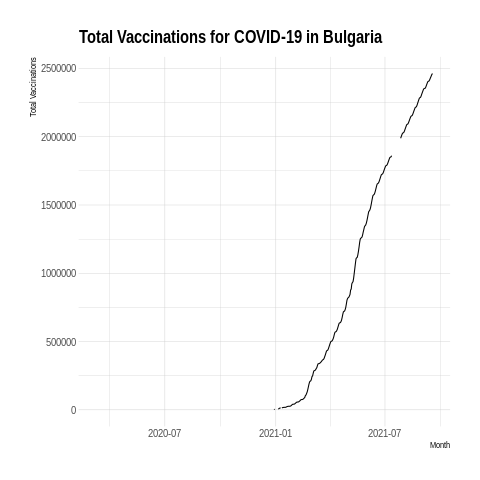 Total Vaccinations for COVID-19 in Bulgaria
Total Vaccinations
2500000
2000000
1500000
1000000
500000
0
2020-07 2021-01 2021-07
Month